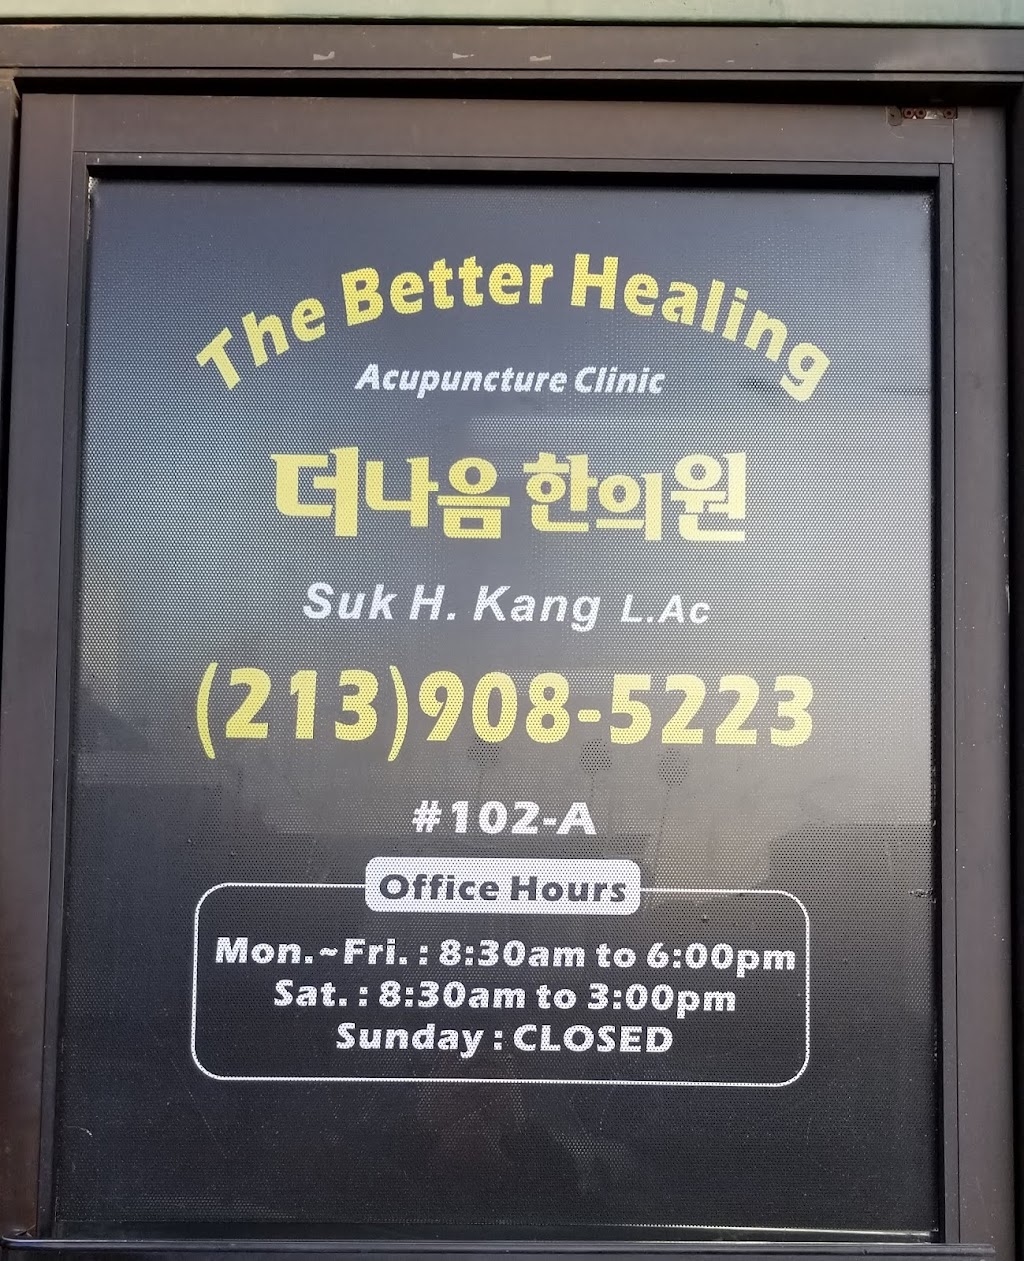 The Better Healing
Acupuncture Clinic
더나음 한의원
Suk H. Kang L.Ac
(213)908-5223
#102-A
Office Hours
Mon.~Fri. : 8:30am to 6:00pm
Sat. : 8:30am to 3:00pm
Sunday : CLOSED